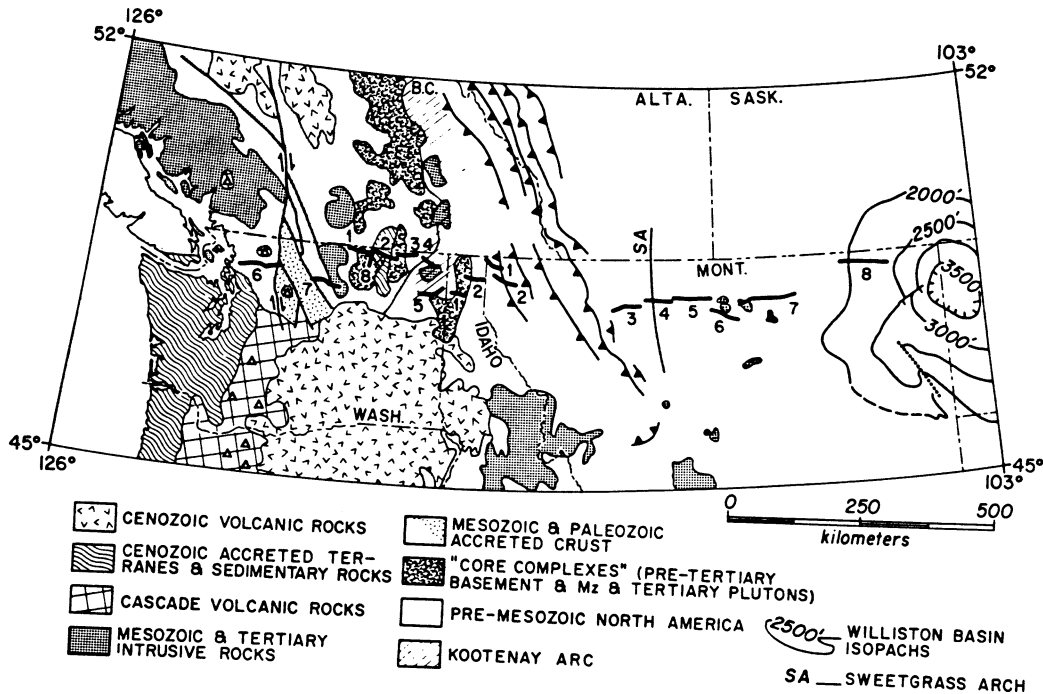 126°
52°
103°
52°
B.C.
ALTA. SASK.
2000'
2500'
3500'
3000'
SA
MONT.
1 2 3 4
6 7 8
1
5 1 2
1
2
3 4 5 6 7
8
IDAHO
WASH.
45°
126°
45°
103°
0 250 500
kilometers
CENOZOIC VOLCANIC ROCKS
CENOZOIC ACCRETED TER-
RANES & SEDIMENTARY ROCKS
CASCADE VOLCANIC ROCKS
MESOZOIC & TERTIARY
INTRUSIVE ROCKS
MESOZOIC & PALEOZOIC
ACCRETED CRUST
"CORE COMPLEXES" (PRE-TERTIARY
BASEMENT & Mz & TERTIARY PLUTONS)
PRE-MESOZOIC NORTH AMERICA
KOOTENAY ARC
2500'
WILLISTON BASIN
ISOPACHS
SA
SWEETGRASS ARCH